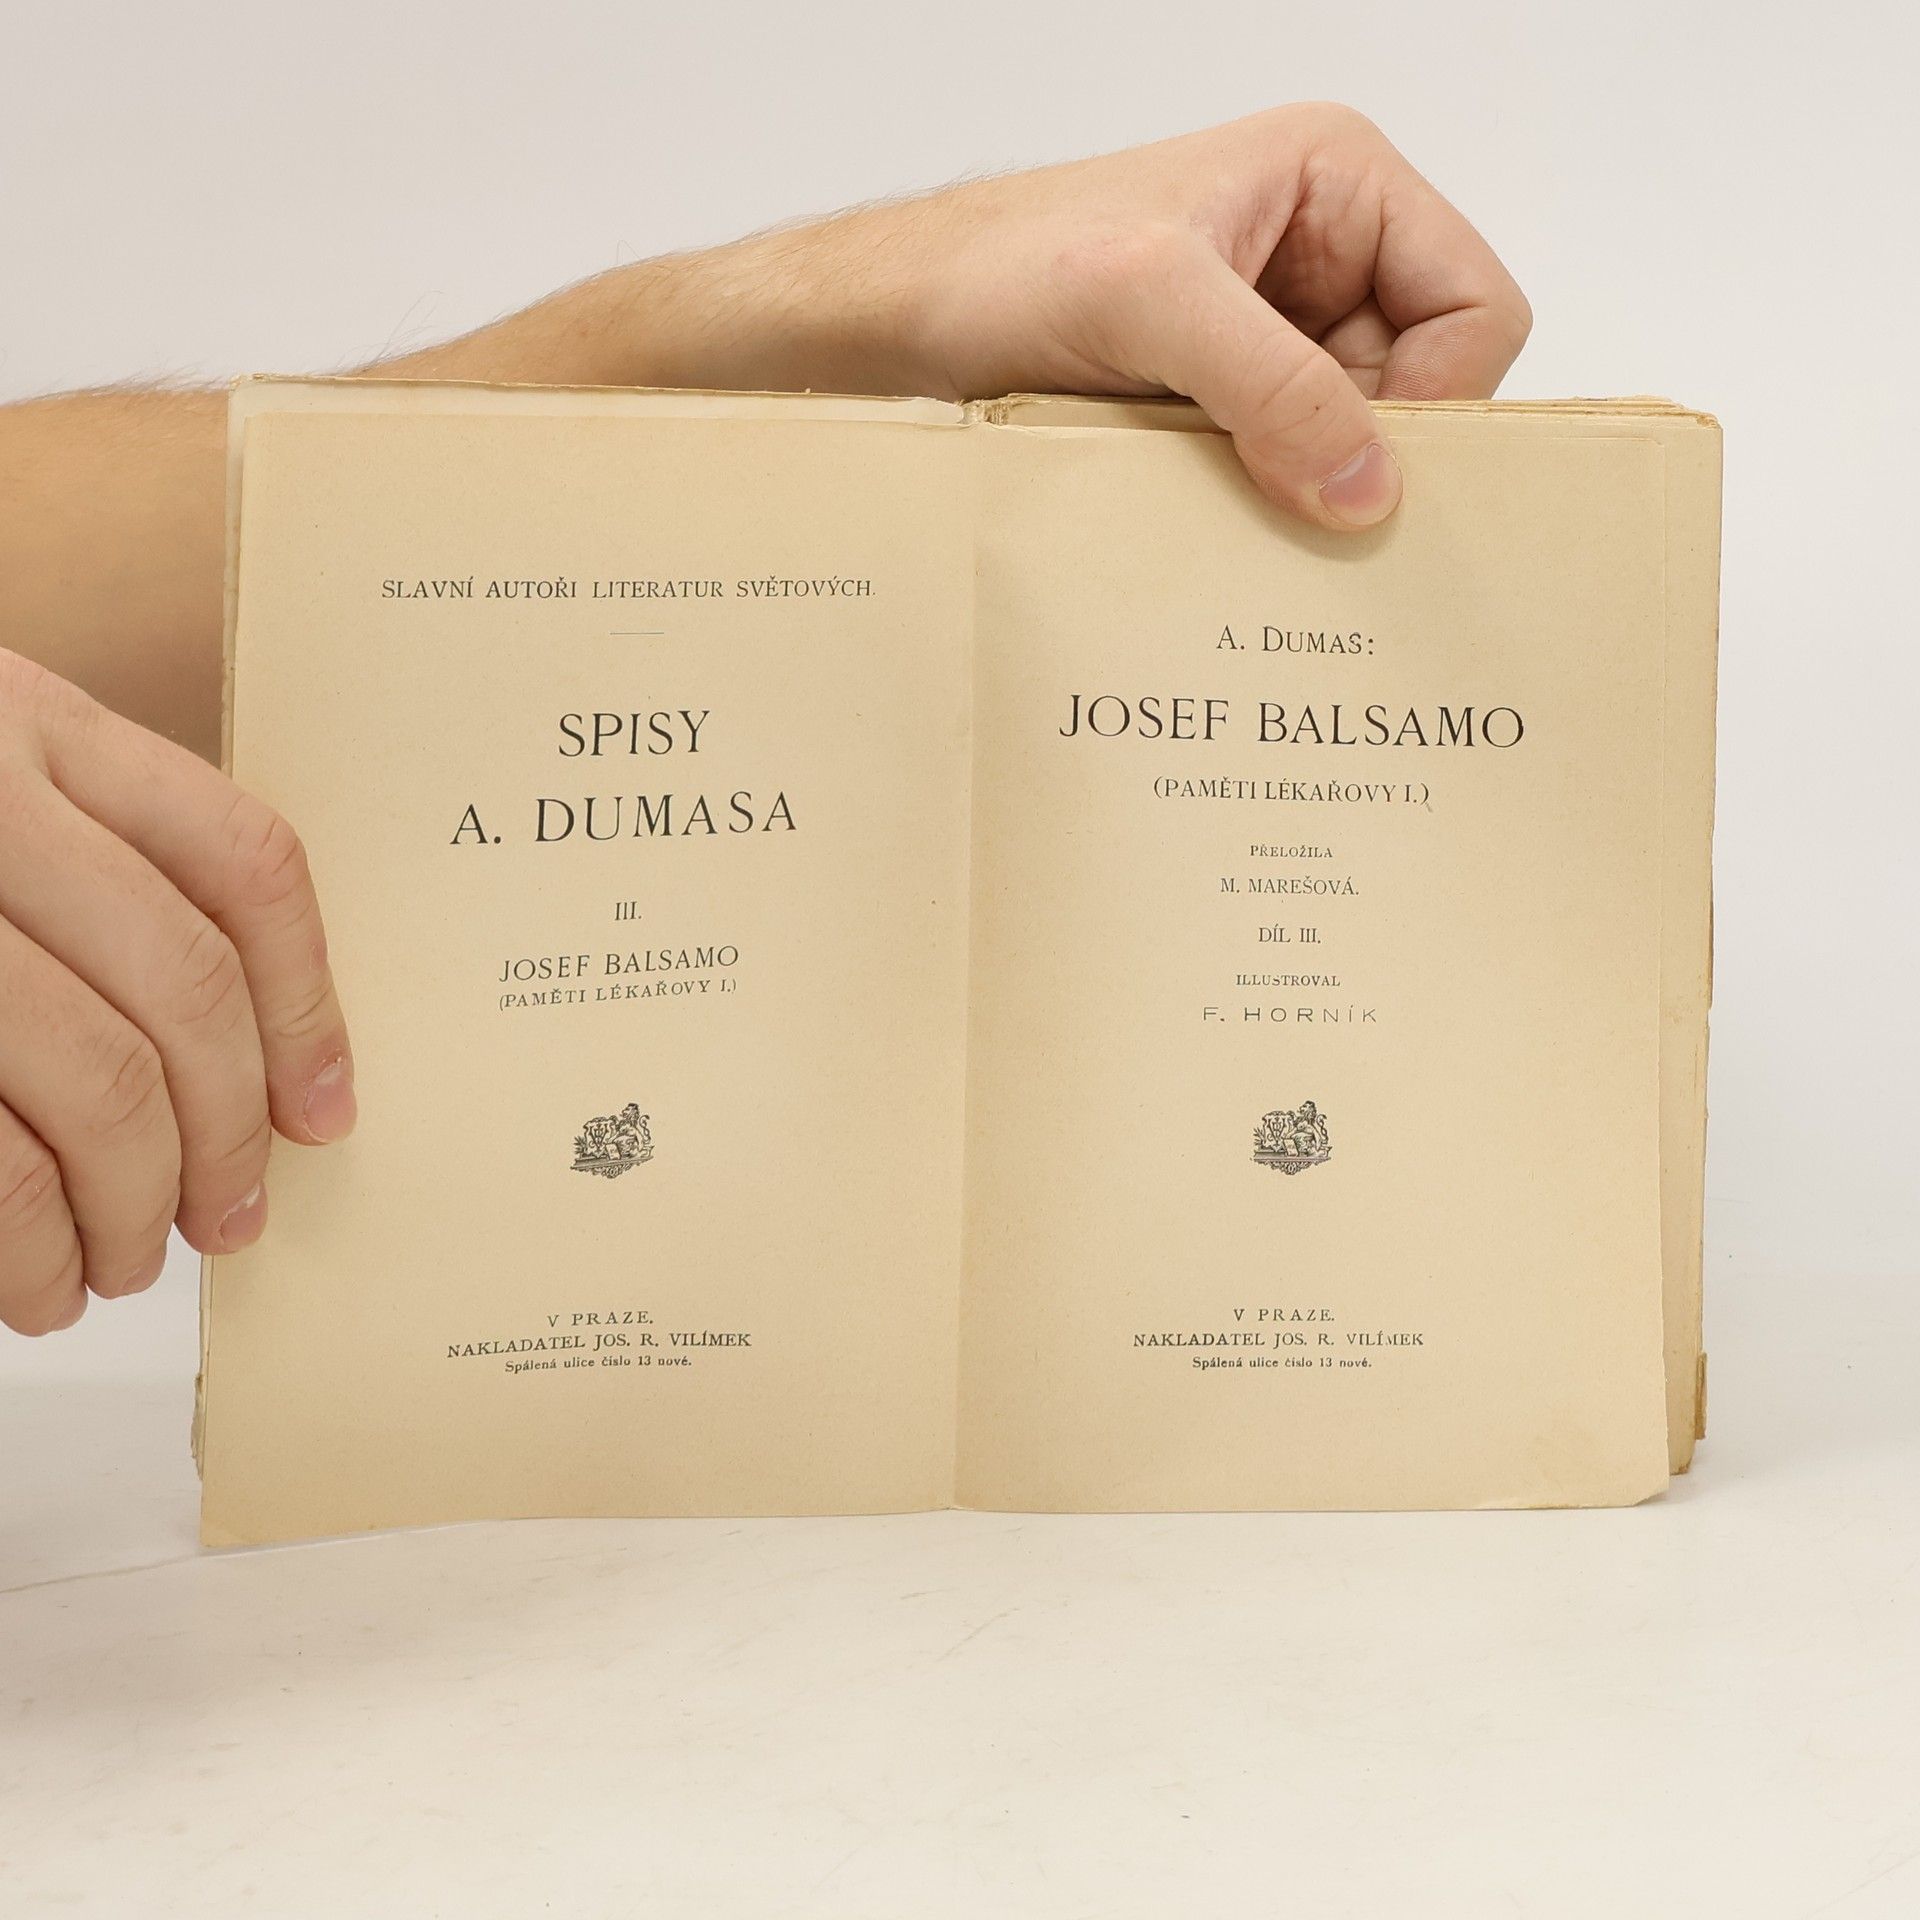 SLAVNÍ AUTOŘI LITERATUR SVĚTOVÝCH.
SPISY
A. DUMASA
III.
JOSEF BALSAMO
(PAMĚTI LÉKAŘOVY I.)
V PRAZE.
NAKLADATEL JOS. R. VILÍMEK
Spálená ulice číslo 13 nové.
A. DUMAS:
JOSEF BALSAMO
(PAMĚTI LÉKAŘOVY I.)
PŘELOŽILA
M. MAREŠOVÁ.
DÍL III.
ILLUSTROVAL
F. HORNÍK
V PRAZE.
NAKLADATEL JOS. R. VILÍMEK
Spálená ulice číslo 13 nové.